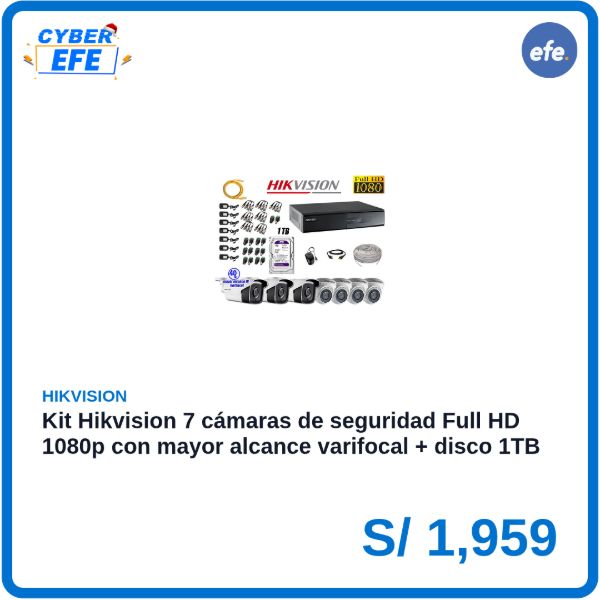 CYBER
EFE
efe.
HIKVISION
Full HD
1080
1TB
HIKVISION
Kit Hikvision 7 cámaras de seguridad Full HD
1080p con mayor alcance varifocal + disco 1TB
S/ 1,959